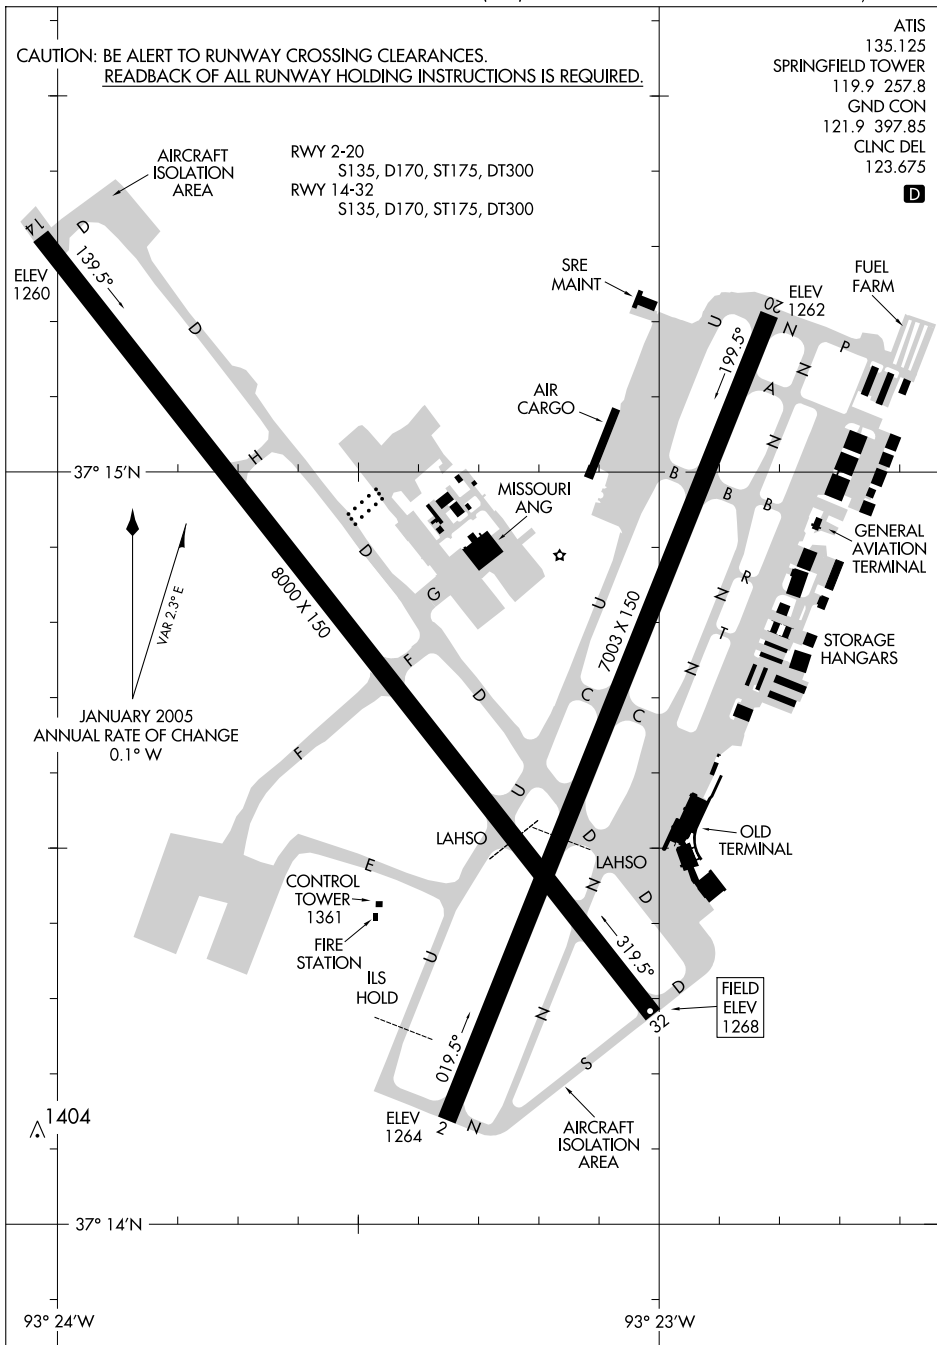 ATIS
135.125
SPRINGFIELD TOWER
119.9 257.8
GND CON
121.9 397.85
CLNC DEL
123.675
D
CAUTION: BE ALERT TO RUNWAY CROSSING CLEARANCES.
READBACK OF ALL RUNWAY HOLDING INSTRUCTIONS IS REQUIRED.
RWY 2-20
S135, D170, ST175, DT300
RWY 14-32
S135, D170, ST175, DT300
AIRCRAFT
ISOLATION
AREA
14
D
139.5°
ELEV
1260
D
SRE
MAINT
U
20
ELEV
1262
FUEL
FARM
N
P
199.5°
N
A
AIR
CARGO
N
H
37° 15'N
B
B
B
MISSOURI
ANG
GENERAL
AVIATION
TERMINAL
D
G
8000 X 150
VAR 2.3° E
U
7003 X 150
R
N
T
STORAGE
HANGARS
F
D
N
C
C
JANUARY 2005
ANNUAL RATE OF CHANGE
0.1° W
F
U
LAHSO
D
LAHSO
OLD
TERMINAL
E
N
D
CONTROL
TOWER
1361
FIRE
STATION
U
319.5°
ILS
HOLD
D
FIELD
ELEV
1268
N
32
019.5°
S
1404
ELEV
1264
2
N
AIRCRAFT
ISOLATION
AREA
37° 14'N
93° 24'W
93° 23'W